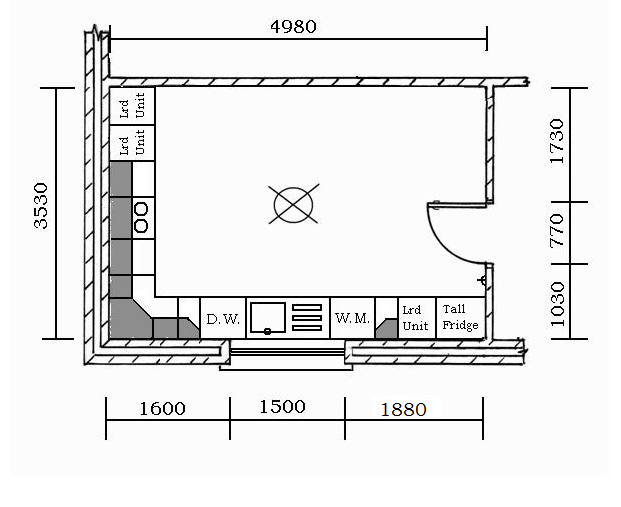 4980
Lrd
Unit
Lrd
Unit
3530
1730
770
1030
D.W.
W.M.
Lrd
Unit
Tall
Fridge
1600
1500
1880